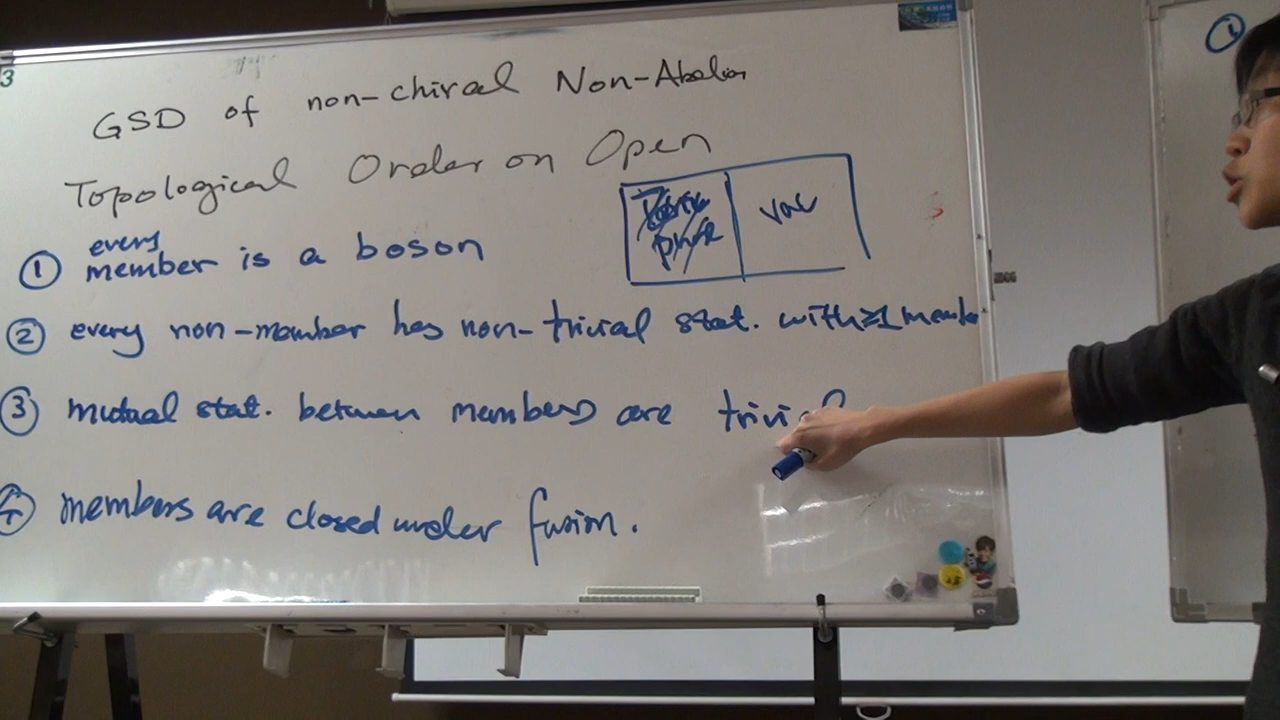 3
GSD of non-chiral Non-Abelian
Topological Order on Open
vac
① every member is a boson
② every non-member has non-trivial stat. with ≥1 member
③ mutual stat. between members are trivial
④ members are closed under fusion.
①